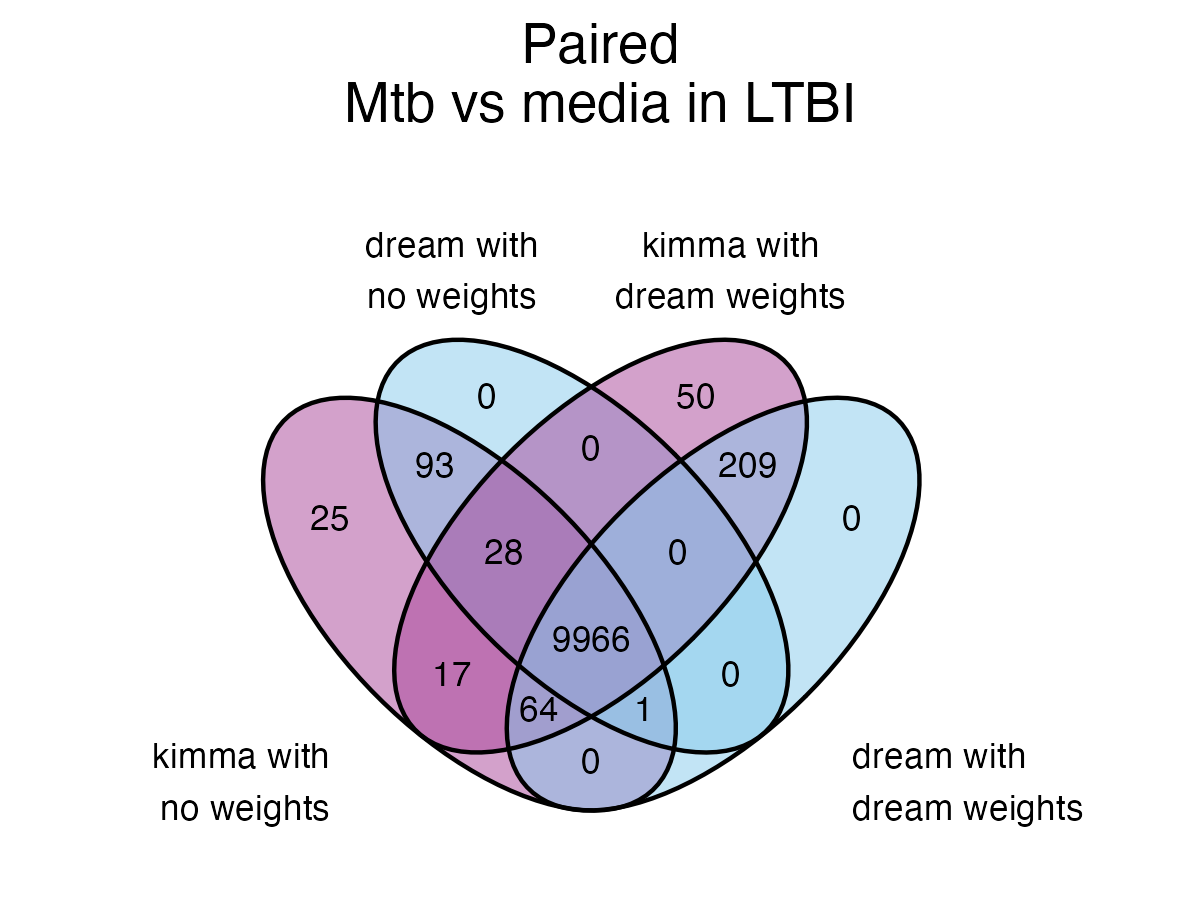 Paired
Mtb vs media in LTBI
dream with
no weights
kimma with
dream weights
0
50
0
93
209
25
0
28
0
9966
17
0
64
1
0
kimma with
no weights
dream with
dream weights